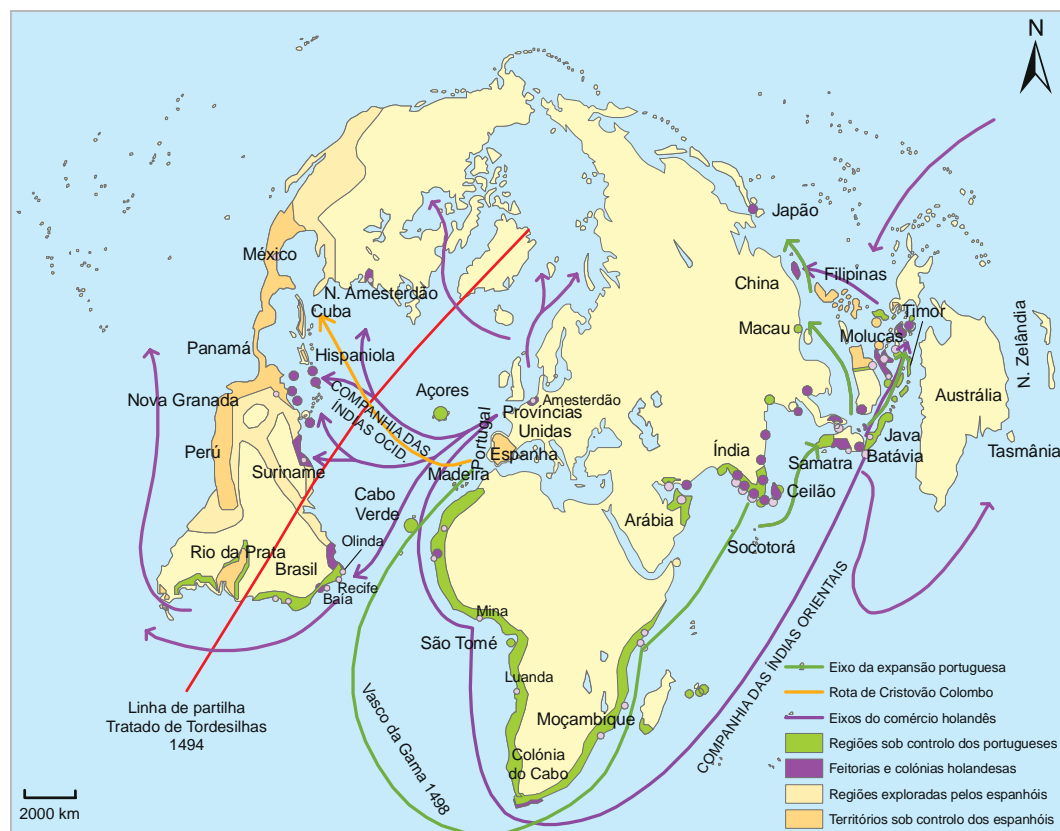 N
Japão
México
China
Filipinas
N. Amesterdão
Cuba
Timor
Macau
Molucas
Panamá
Hispaniola
N. Zelândia
Açores
Amesterdão
Nova Granada
COMPANHIA DAS
ÍNDIAS OCID.
Portugal
Províncias
Unidas
Austrália
Java
Perú
Espanha
Índia
Batávia
Tasmânia
Samatra
Suriname
Madeira
Ceilão
Cabo
Verde
Arábia
Socotorá
Olinda
Rio da Prata
Brasil
Recife
Baía
Mina
São Tomé
COMPANHIA DAS ÍNDIAS ORIENTAIS
Luanda
Vasco da Gama 1498
Moçambique
Colónia
do Cabo
Linha de partilha
Tratado de Tordesilhas
1494
2000 km
Eixo da expansão portuguesa
Rota de Cristovão Colombo
Eixos do comércio holandês
Regiões sob controlo dos portugueses
Feitorias e colónias holandesas
Regiões exploradas pelos espanhóis
Territórios sob controlo dos espanhóis